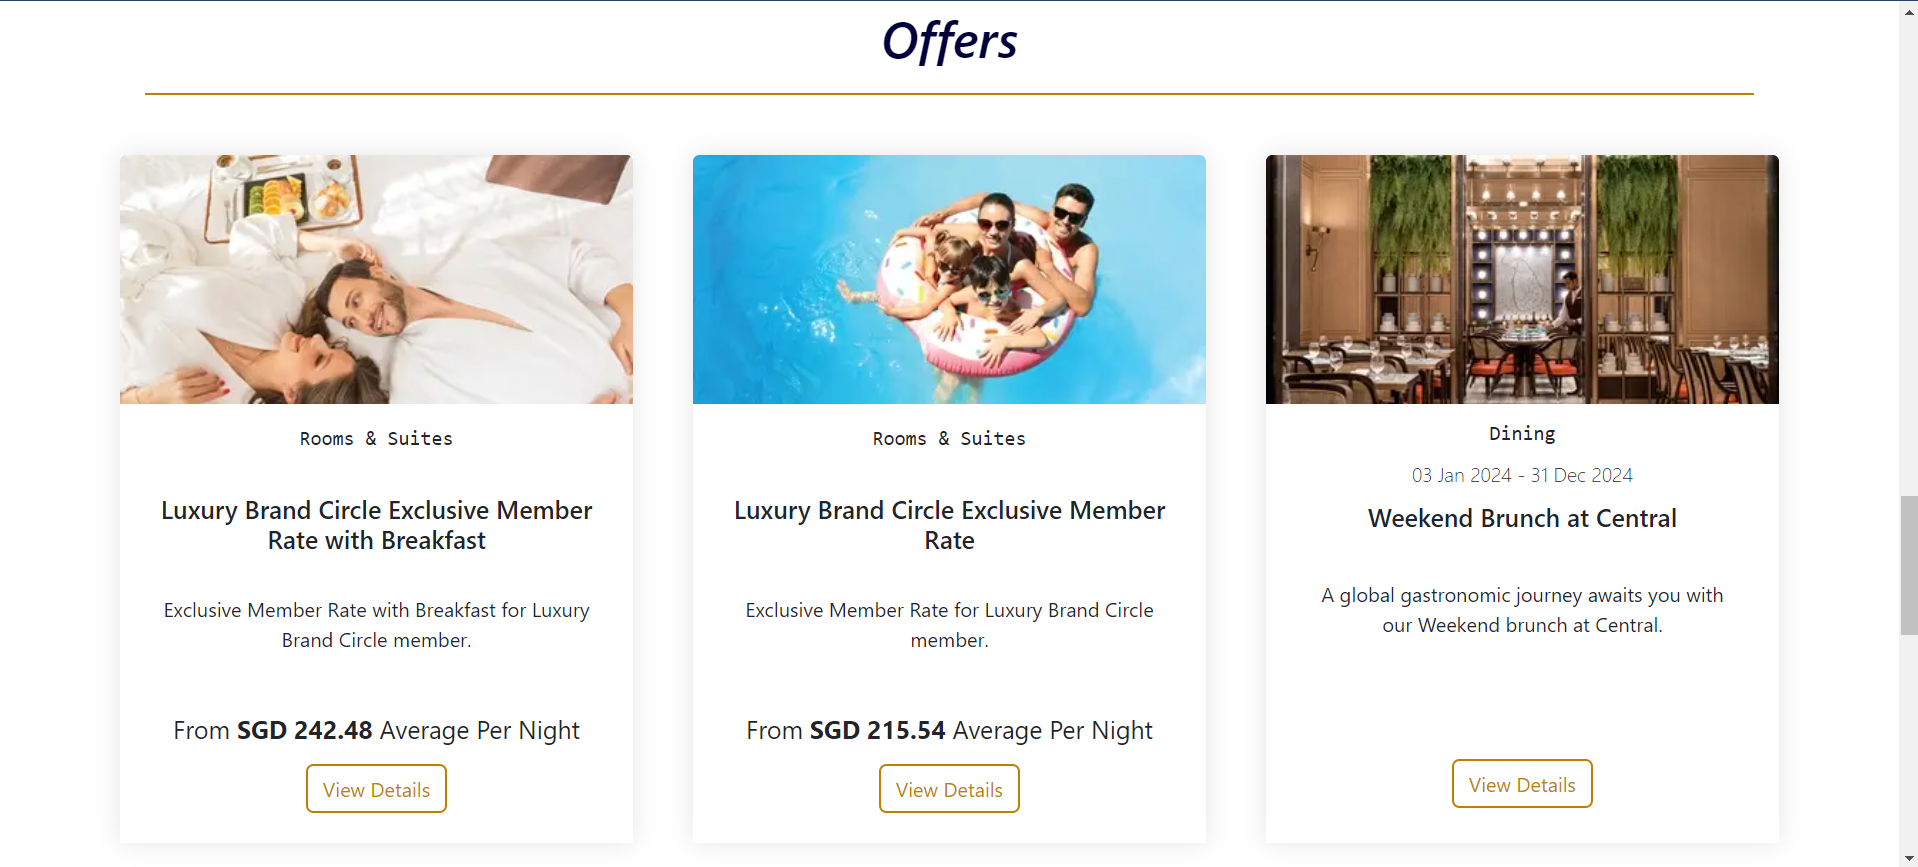 Offers
Rooms & Suites
Luxury Brand Circle Exclusive Member
Rate with Breakfast
Exclusive Member Rate with Breakfast for Luxury
Brand Circle member.
From SGD 242.48 Average Per Night
View Details
Rooms & Suites
Luxury Brand Circle Exclusive Member
Rate
Exclusive Member Rate for Luxury Brand Circle
member.
From SGD 215.54 Average Per Night
View Details
Dining
03 Jan 2024 - 31 Dec 2024
Weekend Brunch at Central
A global gastronomic journey awaits you with
our Weekend brunch at Central.
View Details